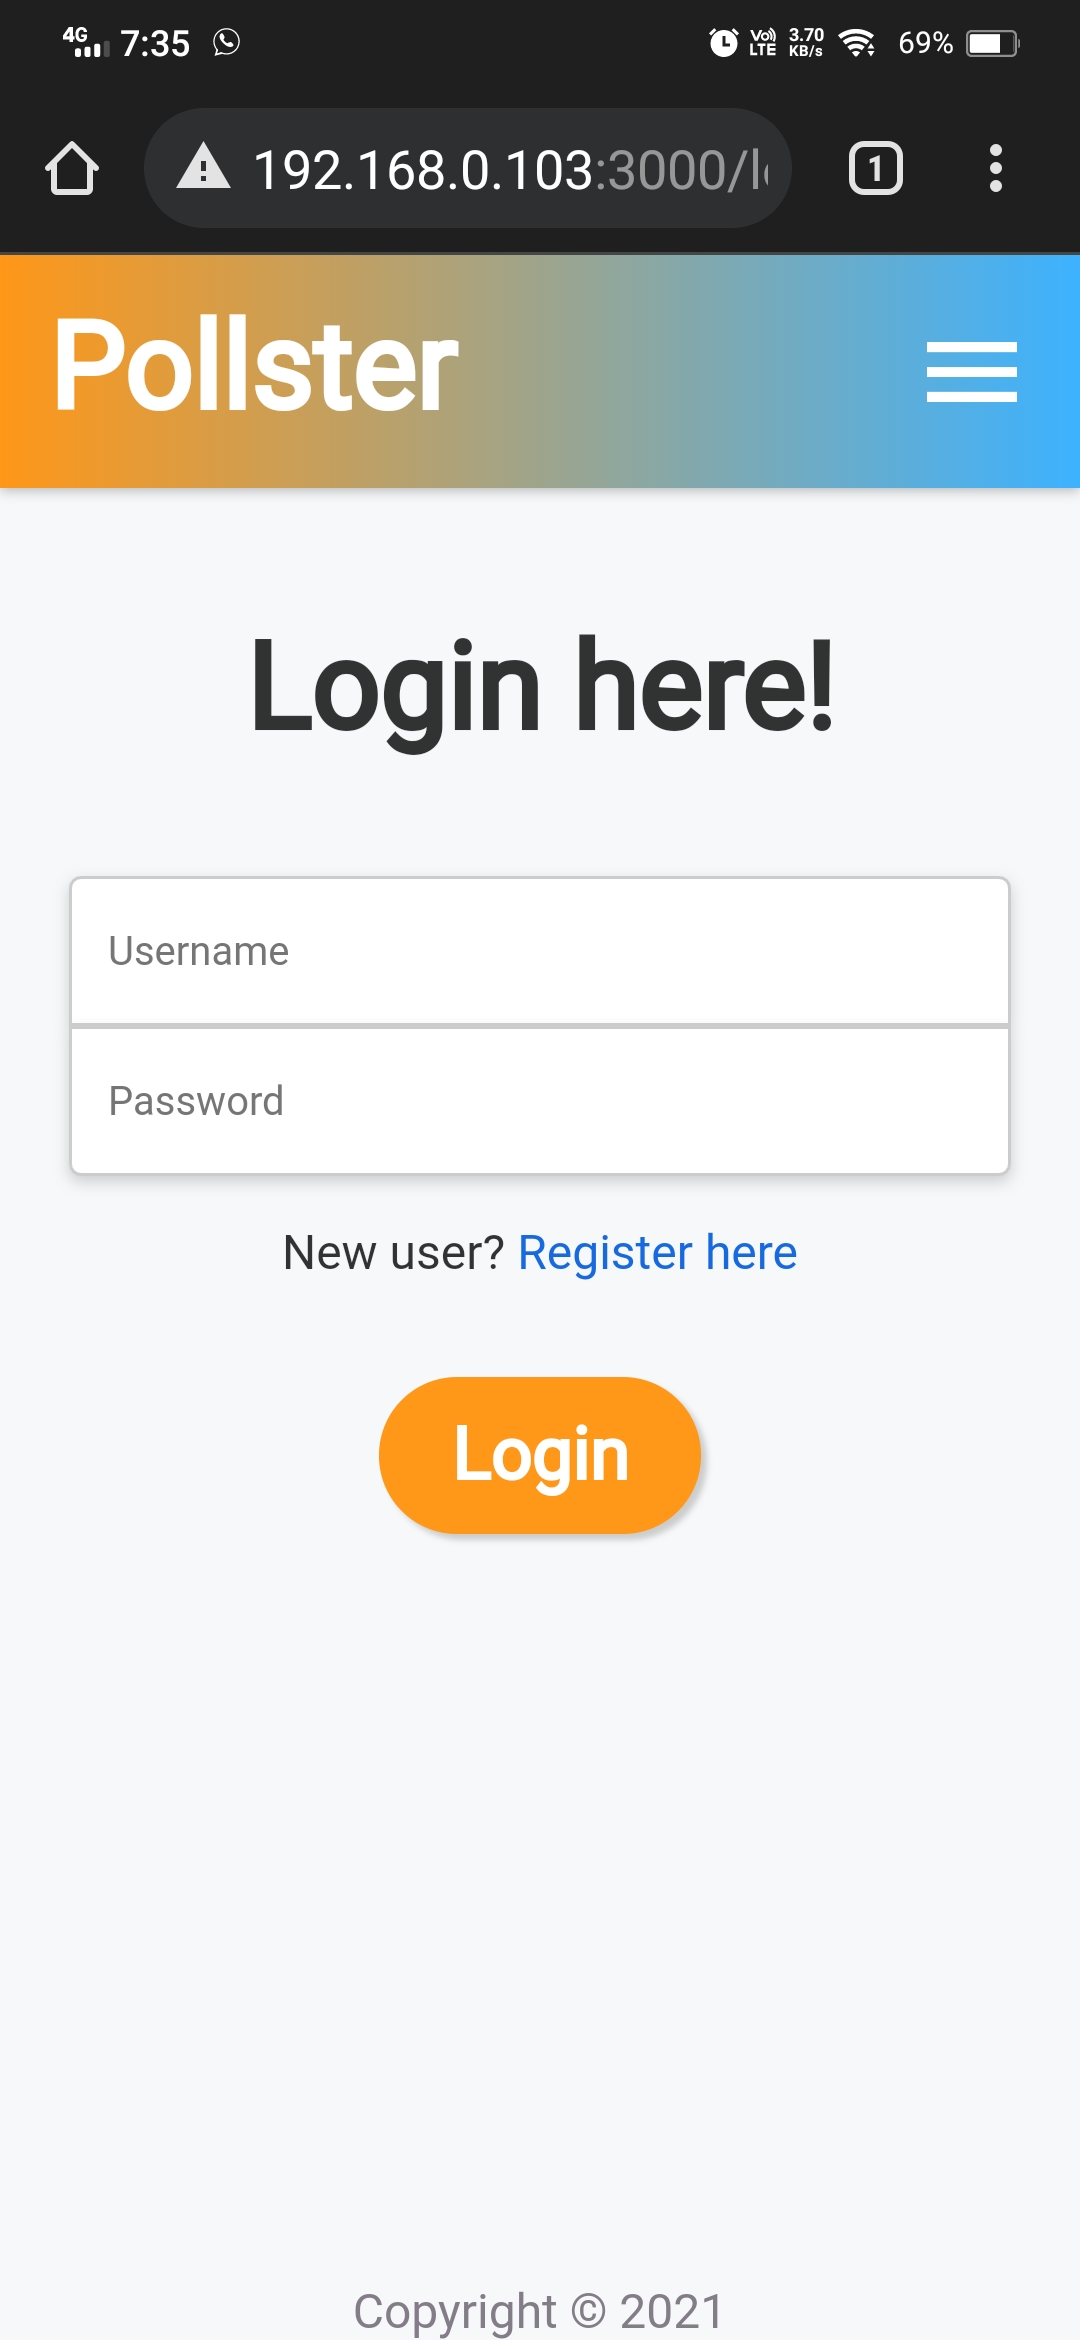 4G 7:35 Vo) LTE 3.70 KB/s 69%
192.168.0.103:3000/l
1
Pollster
Login here!
Username
Password
New user? Register here
Login
Copyright © 2021